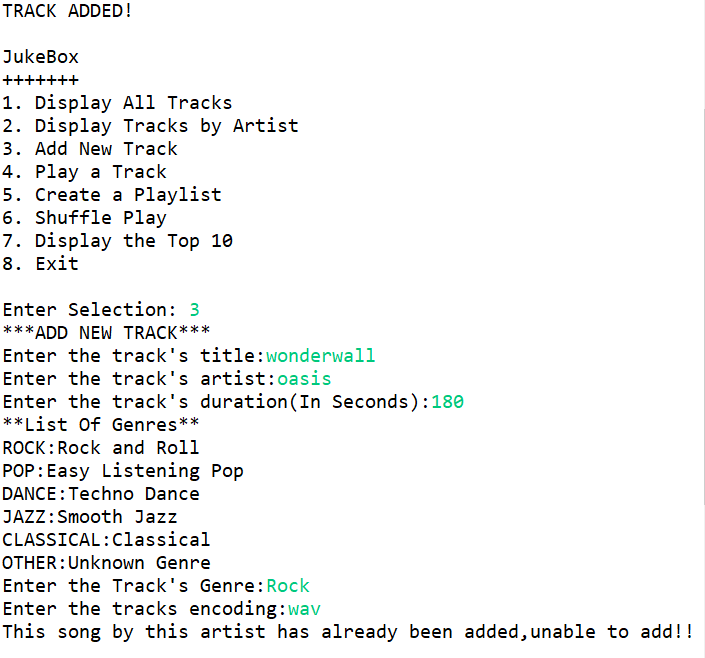 TRACK ADDED!
JukeBox
+++++++
1. Display All Tracks
2. Display Tracks by Artist
3. Add New Track
4. Play a Track
5. Create a Playlist
6. Shuffle Play
7. Display the Top 10
8. Exit
Enter Selection: 3
***ADD NEW TRACK***
Enter the track's title:wonderwall
Enter the track's artist:oasis
Enter the track's duration(In Seconds):180
**List Of Genres**
ROCK:Rock and Roll
POP:Easy Listening Pop
DANCE:Techno Dance
JAZZ:Smooth Jazz
CLASSICAL:Classical
OTHER:Unknown Genre
Enter the Track's Genre:Rock
Enter the tracks encoding:wav
This song by this artist has already been added,unable to add!!